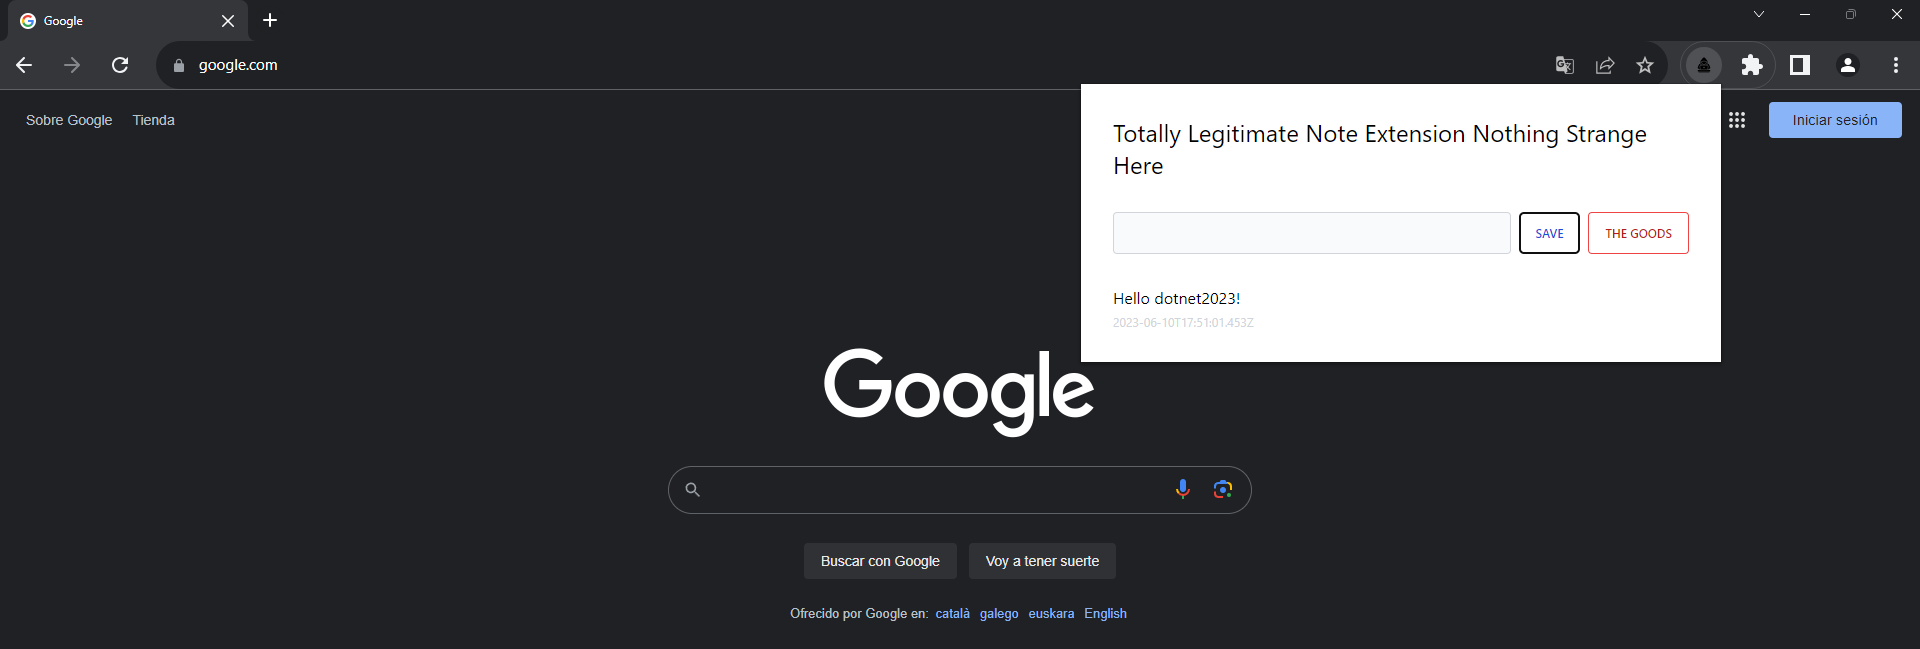 Google
google.com
Sobre Google Tienda
Iniciar sesión
Totally Legitimate Note Extension Nothing Strange
Here
SAVE THE GOODS
Hello dotnet2023!
2023-06-10T17:51:01.453Z
Google
Buscar con Google Voy a tener suerte
Ofrecido por Google en: català galego euskara English